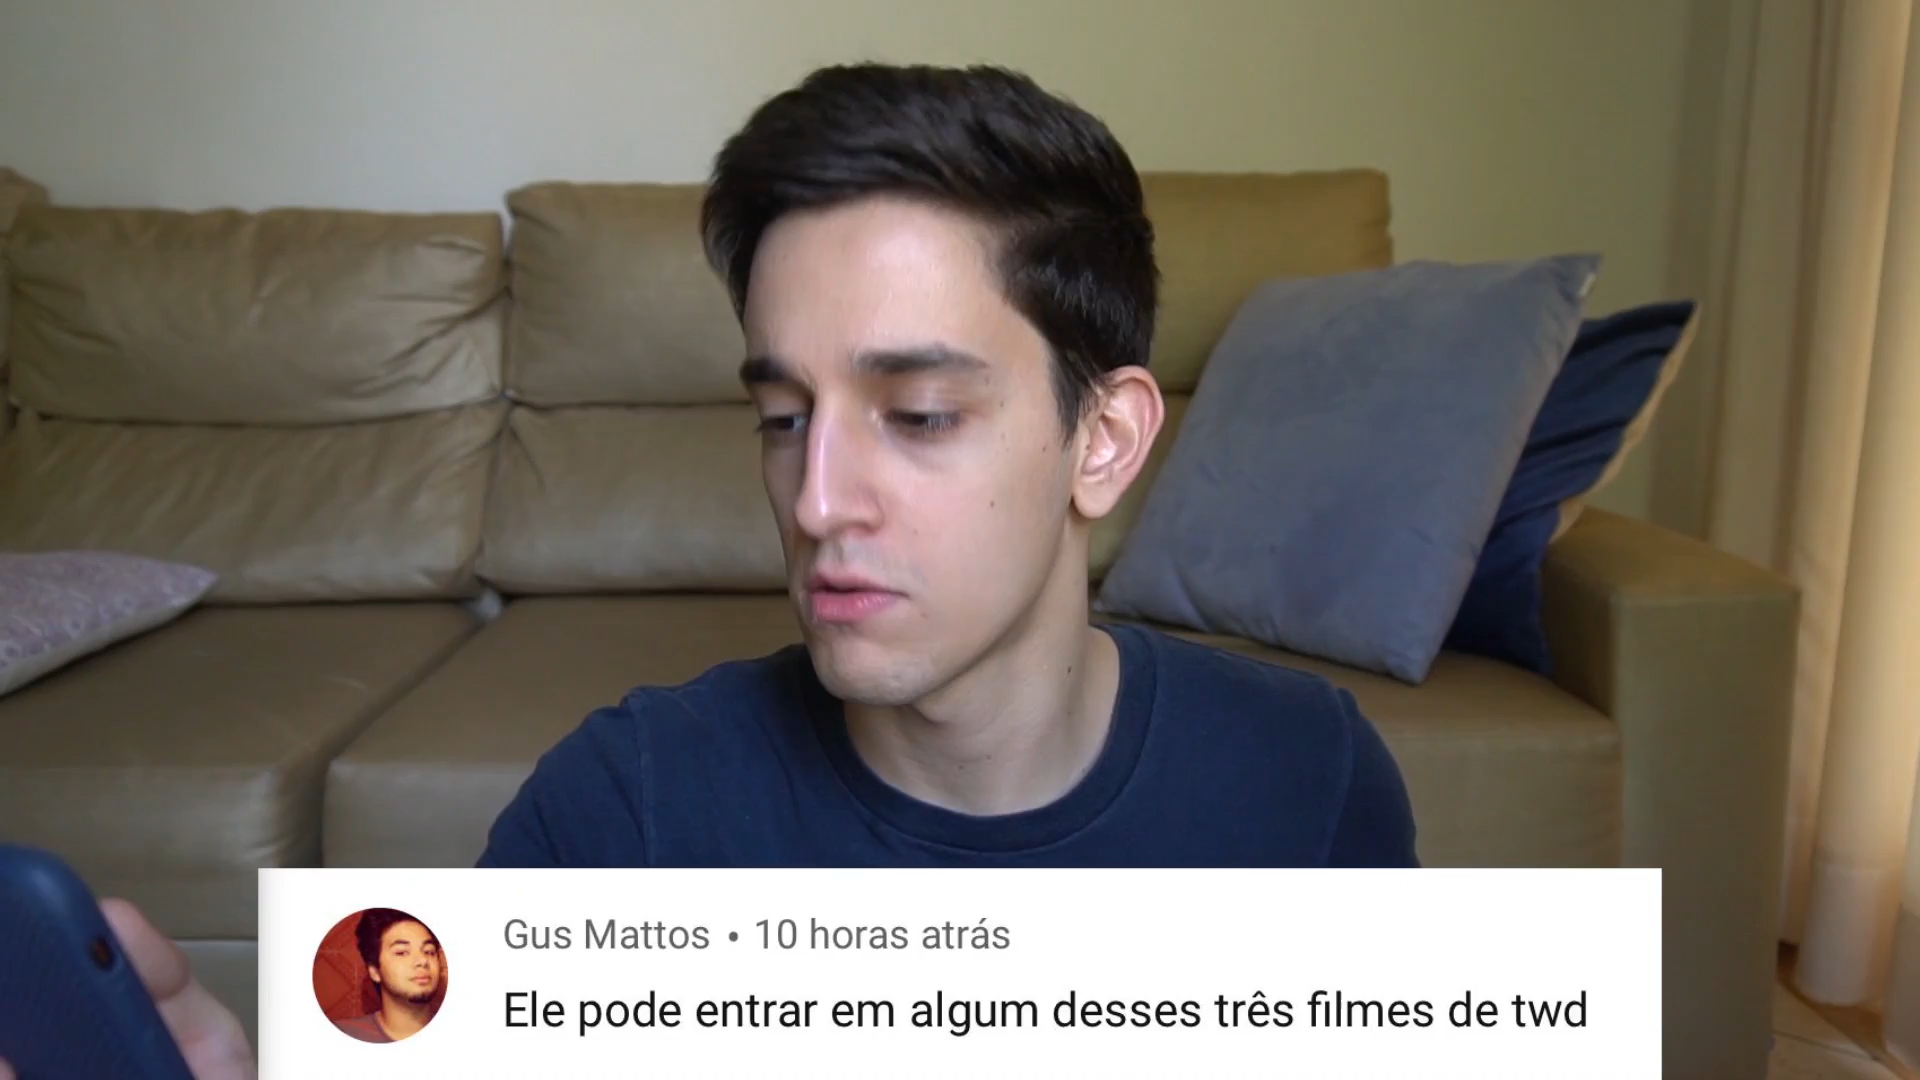 Gus Mattos • 10 horas atrás
Ele pode entrar em algum desses três filmes de twd